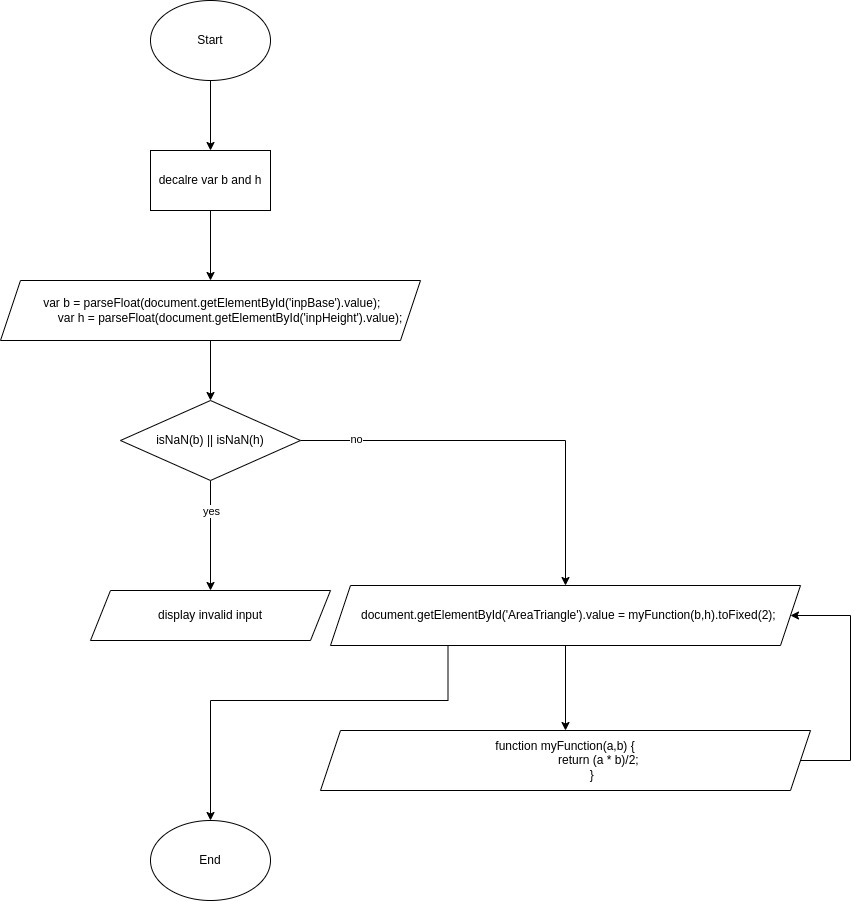 Start
decalre var b and h
var b = parseFloat(document.getElementById('inpBase').value);
var h = parseFloat(document.getElementById('inpHeight').value);
isNaN(b) || isNaN(h)
no
yes
display invalid input
document.getElementById('AreaTriangle').value = myFunction(b,h).toFixed(2);
function myFunction(a,b) {
return (a * b)/2;
}
End